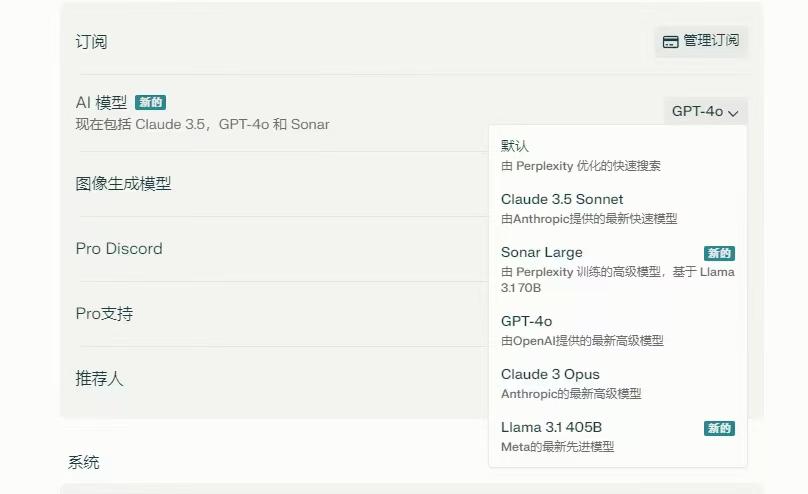 订阅
管理订阅
AI 模型 新的
现在包括 Claude 3.5，GPT-4o 和 Sonar
GPT-4o
默认
由 Perplexity 优化的快速搜索
Claude 3.5 Sonnet
由Anthropic提供的最新快速模型
Sonar Large 新的
由 Perplexity 训练的高级模型，基于 Llama
3.1 70B
GPT-4o
由OpenAI提供的最新高级模型
Claude 3 Opus
Anthropic的最新高级模型
Llama 3.1 405B 新的
Meta的最新先进模型
图像生成模型
Pro Discord
Pro支持
推荐人
系统